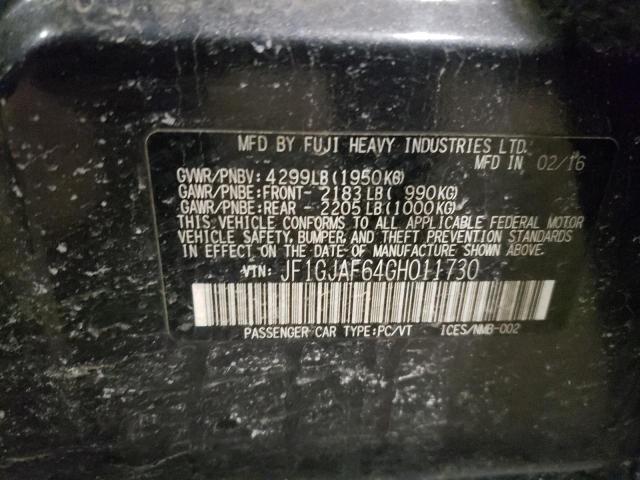 MFD BY FUJI HEAVY INDUSTRIES LTD.
MFD IN 02/16
GVWR/PNBV: 4299LB(1950KG)
GAWR/PNBE:FRONT- 2183LB( 990KG)
GAWR/PNBE:REAR - 2205LB(1000KG)
THIS VEHICLE CONFORMS TO ALL APPLICABLE FEDERAL MOTOR
VEHICLE SAFETY, BUMPER, AND THEFT PREVENTION STANDARDS
IN EFFECT ON THE DATE OF MANUFACTURE SHOWN ABOVE.
VIN: JF1GJAF64GH011730
PASSENGER CAR TYPE:PC/VT ICES/NMB-002